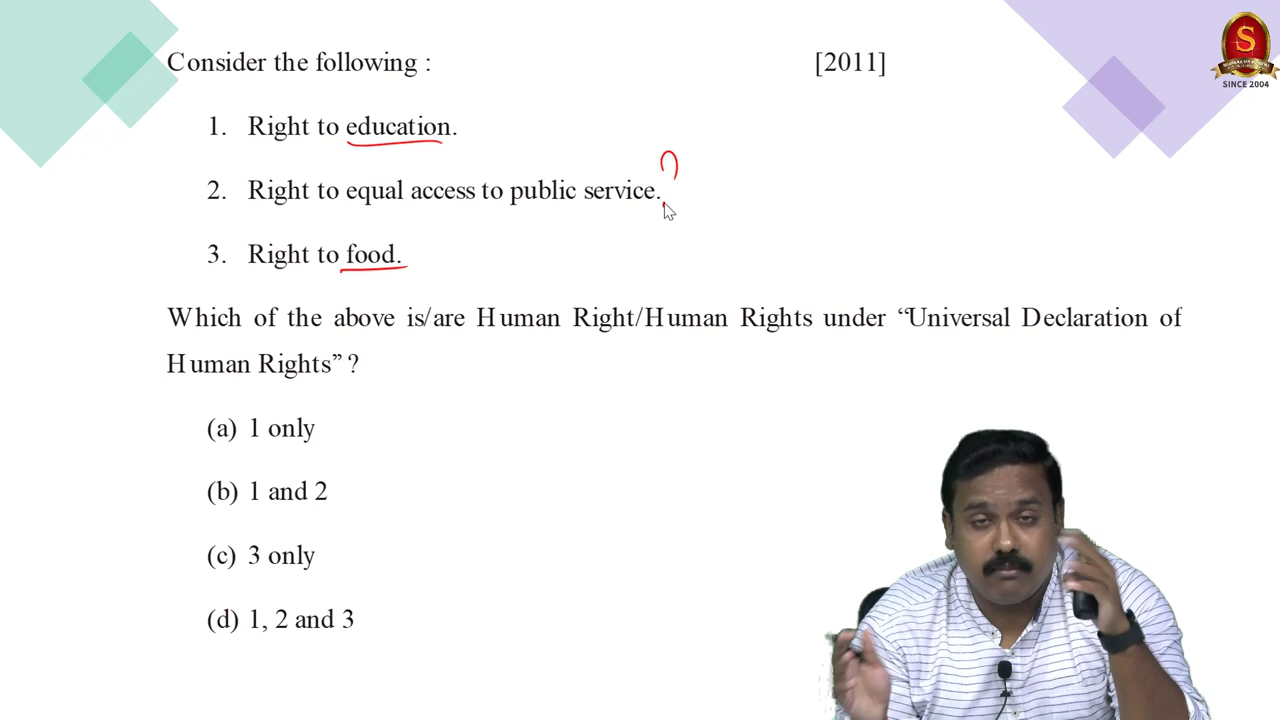 Consider the following : [2011]
S
SINCE 2004
1. Right to education.
2. Right to equal access to public service. ?
3. Right to food.
Which of the above is/are Human Right/Human Rights under “Universal Declaration of
Human Rights” ?
(a) 1 only
(b) 1 and 2
(c) 3 only
(d) 1, 2 and 3